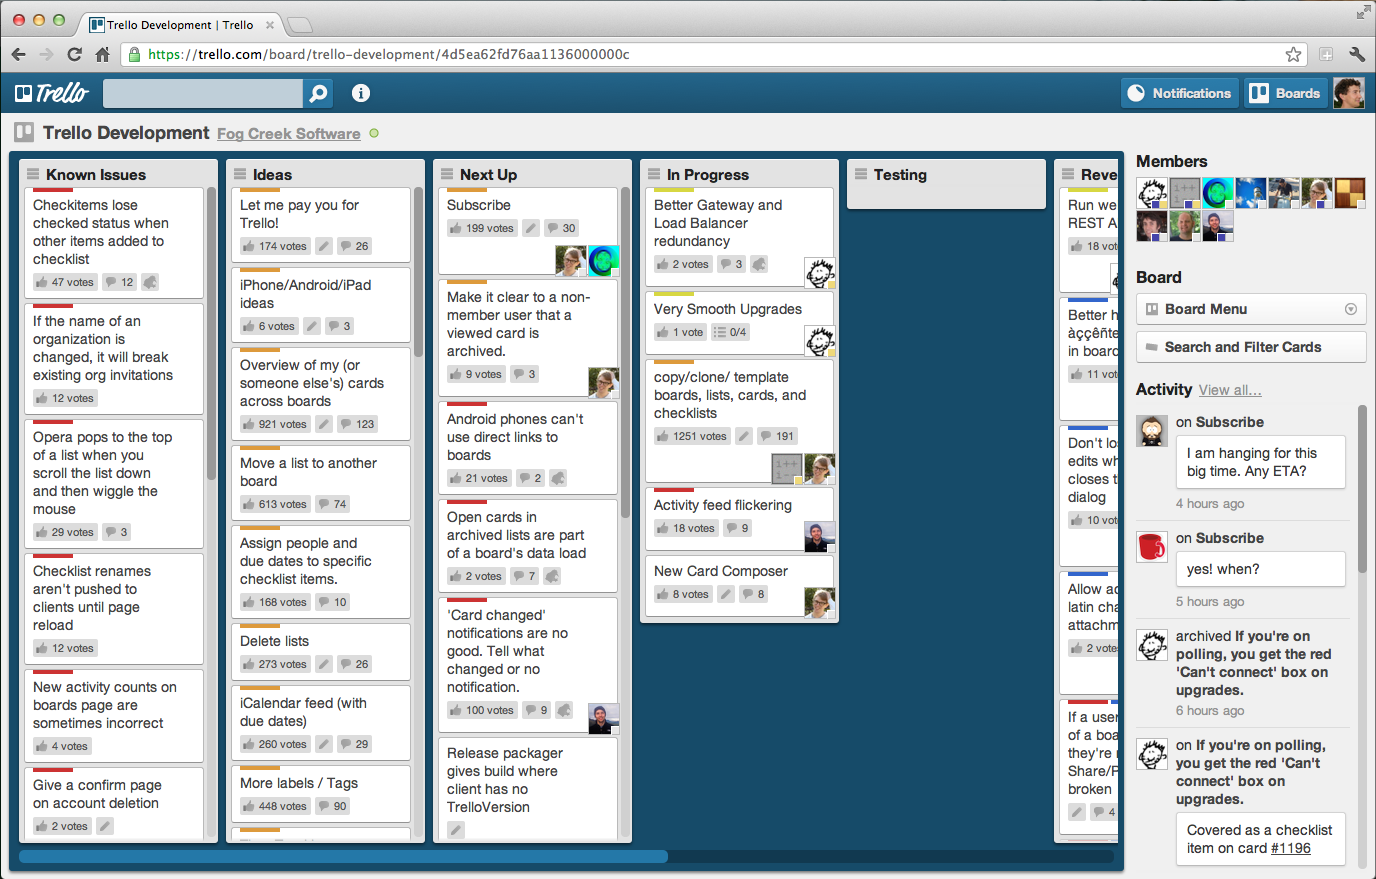 Trello Development | Trello
https://trello.com/board/trello-development/4d5ea62fd76aa1136000000c
Trello
Notifications
Boards
Trello Development Fog Creek Software
Known Issues
Checkitems lose
checked status when
other items added to
checklist
47 votes 12
If the name of an
organization is
changed, it will break
existing org invitations
12 votes
Opera pops to the top
of a list when you
scroll the list down
and then wiggle the
mouse
29 votes 3
Checklist renames
aren't pushed to
clients until page
reload
12 votes
New activity counts on
boards page are
sometimes incorrect
4 votes
Give a confirm page
on account deletion
2 votes
Ideas
Let me pay you for
Trello!
174 votes 26
iPhone/Android/iPad
ideas
6 votes 3
Overview of my (or
someone else's) cards
across boards
921 votes 123
Move a list to another
board
613 votes 74
Assign people and
due dates to specific
checklist items.
168 votes 10
Delete lists
273 votes 26
iCalendar feed (with
due dates)
260 votes 29
More labels / Tags
448 votes 90
Next Up
Subscribe
199 votes 30
Make it clear to a non-
member user that a
viewed card is
archived.
9 votes 3
Android phones can't
use direct links to
boards
21 votes 2
Open cards in
archived lists are part
of a board's data load
2 votes 7
'Card changed'
notifications are no
good. Tell what
changed or no
notification.
100 votes 9
Release packager
gives build where
client has no
TrelloVersion
In Progress
Better Gateway and
Load Balancer
redundancy
2 votes 3
Very Smooth Upgrades
1 vote 0/4
copy/clone/ template
boards, lists, cards, and
checklists
1251 votes 191
i++
Activity feed flickering
18 votes 9
New Card Composer
8 votes 8
Testing
Reve
Run we
REST A
18 vot
Better h
àççêñte
in boar
11 vot
Don't lo
edits wh
closes t
dialog
10 vot
Allow ac
latin cha
attachm
2 vote
If a user
of a boa
they're r
Share/P
broken
4
Members
Board
Board Menu
Search and Filter Cards
Activity View all...
on Subscribe
I am hanging for this
big time. Any ETA?
4 hours ago
on Subscribe
yes! when?
5 hours ago
archived If you're on
polling, you get the red
'Can't connect' box on
upgrades.
6 hours ago
on If you're on polling,
you get the red 'Can't
connect' box on
upgrades.
Covered as a checklist
item on card #1196